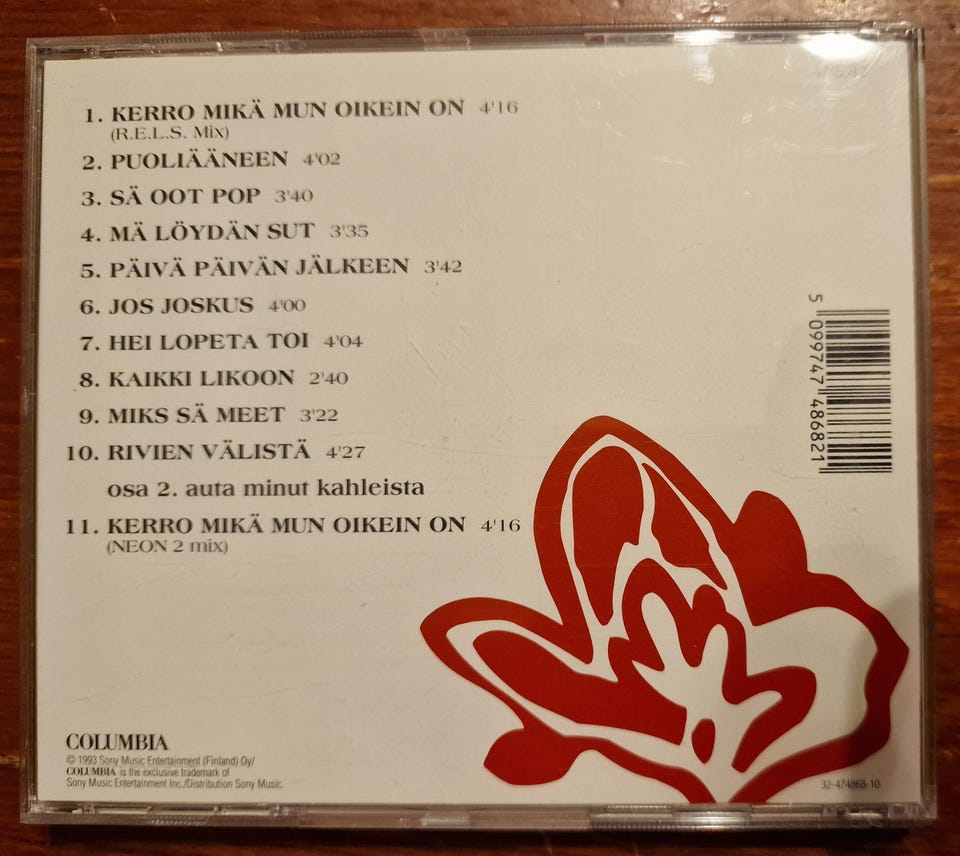 1. KERRO MIKÄ MUN OIKEIN ON 4'16
(R.E.L.S. Mix)
2. PUOLIÄÄNEEN 4'02
3. SÄ OOT POP 3'40
4. MÄ LÖYDÄN SUT 3'35
5. PÄIVÄ PÄIVÄN JÄLKEEN 3'42
6. JOS JOSKUS 4'00
7. HEI LOPETA TOI 4'04
8. KAIKKI LIKOON 2'40
9. MIKS SÄ MEET 3'22
10. RIVIEN VÄLISTÄ 4'27
osa 2. auta minut kahleista
11. KERRO MIKÄ MUN OIKEIN ON 4'16
(NEON 2 mix)
5 099747 486821
COLUMBIA
© 1993 Sony Music Entertainment (Finland) Oy/
COLUMBIA is the exclusive trademark of
Sony Music Entertainment Inc./Distribution Sony Music.
32-474868-10